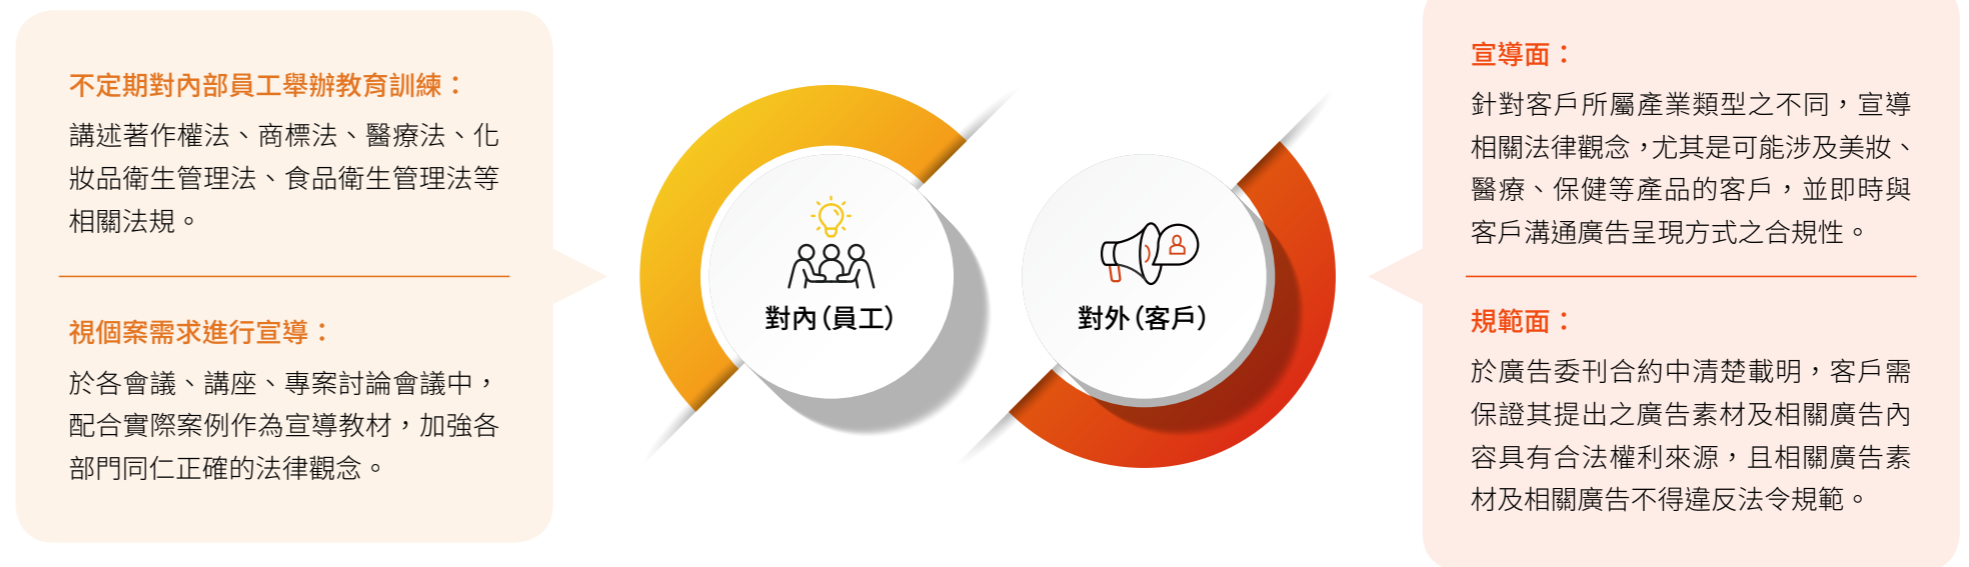 不定期對內部員工舉辦教育訓練：
講述著作權法、商標法、醫療法、化
妝品衛生管理法、食品衛生管理法等
相關法規。
視個案需求進行宣導：
於各會議、講座、專案討論會議中，
配合實際案例作為宣導教材，加強各
部門同仁正確的法律觀念。
對內（員工）
對外（客戶）
宣導面：
針對客戶所屬產業類型之不同，宣導
相關法律觀念，尤其是可能涉及美妝、
醫療、保健等產品的客戶，並即時與
客戶溝通廣告呈現方式之合規性。
規範面：
於廣告委刊合約中清楚載明，客戶需
保證其提出之廣告素材及相關廣告內
容具有合法權利來源，且相關廣告素
材及相關廣告不得違反法令規範。